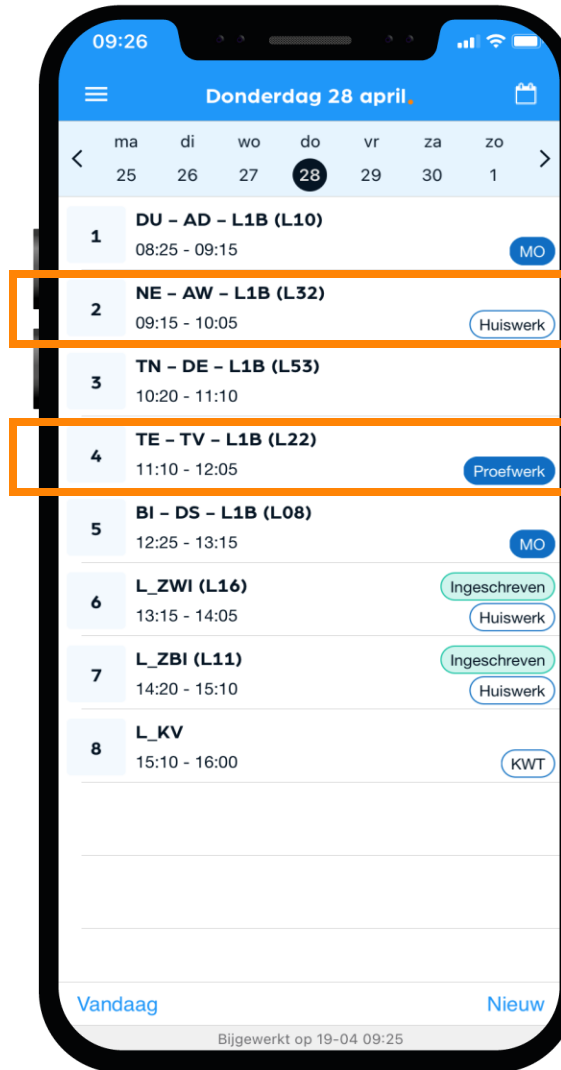 09:26
Donderdag 28 april.
ma di wo do vr za zo
25 26 27 28 29 30 1
1 DU – AD – L1B (L10)
08:25 - 09:15 MO
2 NE – AW – L1B (L32)
09:15 - 10:05 Huiswerk
3 TN – DE – L1B (L53)
10:20 - 11:10
4 TE – TV – L1B (L22)
11:10 - 12:05 Proefwerk
5 BI – DS – L1B (L08)
12:25 - 13:15 MO
6 L_ZWI (L16) Ingeschreven
13:15 - 14:05 Huiswerk
7 L_ZBI (L11) Ingeschreven
14:20 - 15:10 Huiswerk
8 L_KV
15:10 - 16:00 KWT
Vandaag Nieuw
Bijgewerkt op 19-04 09:25